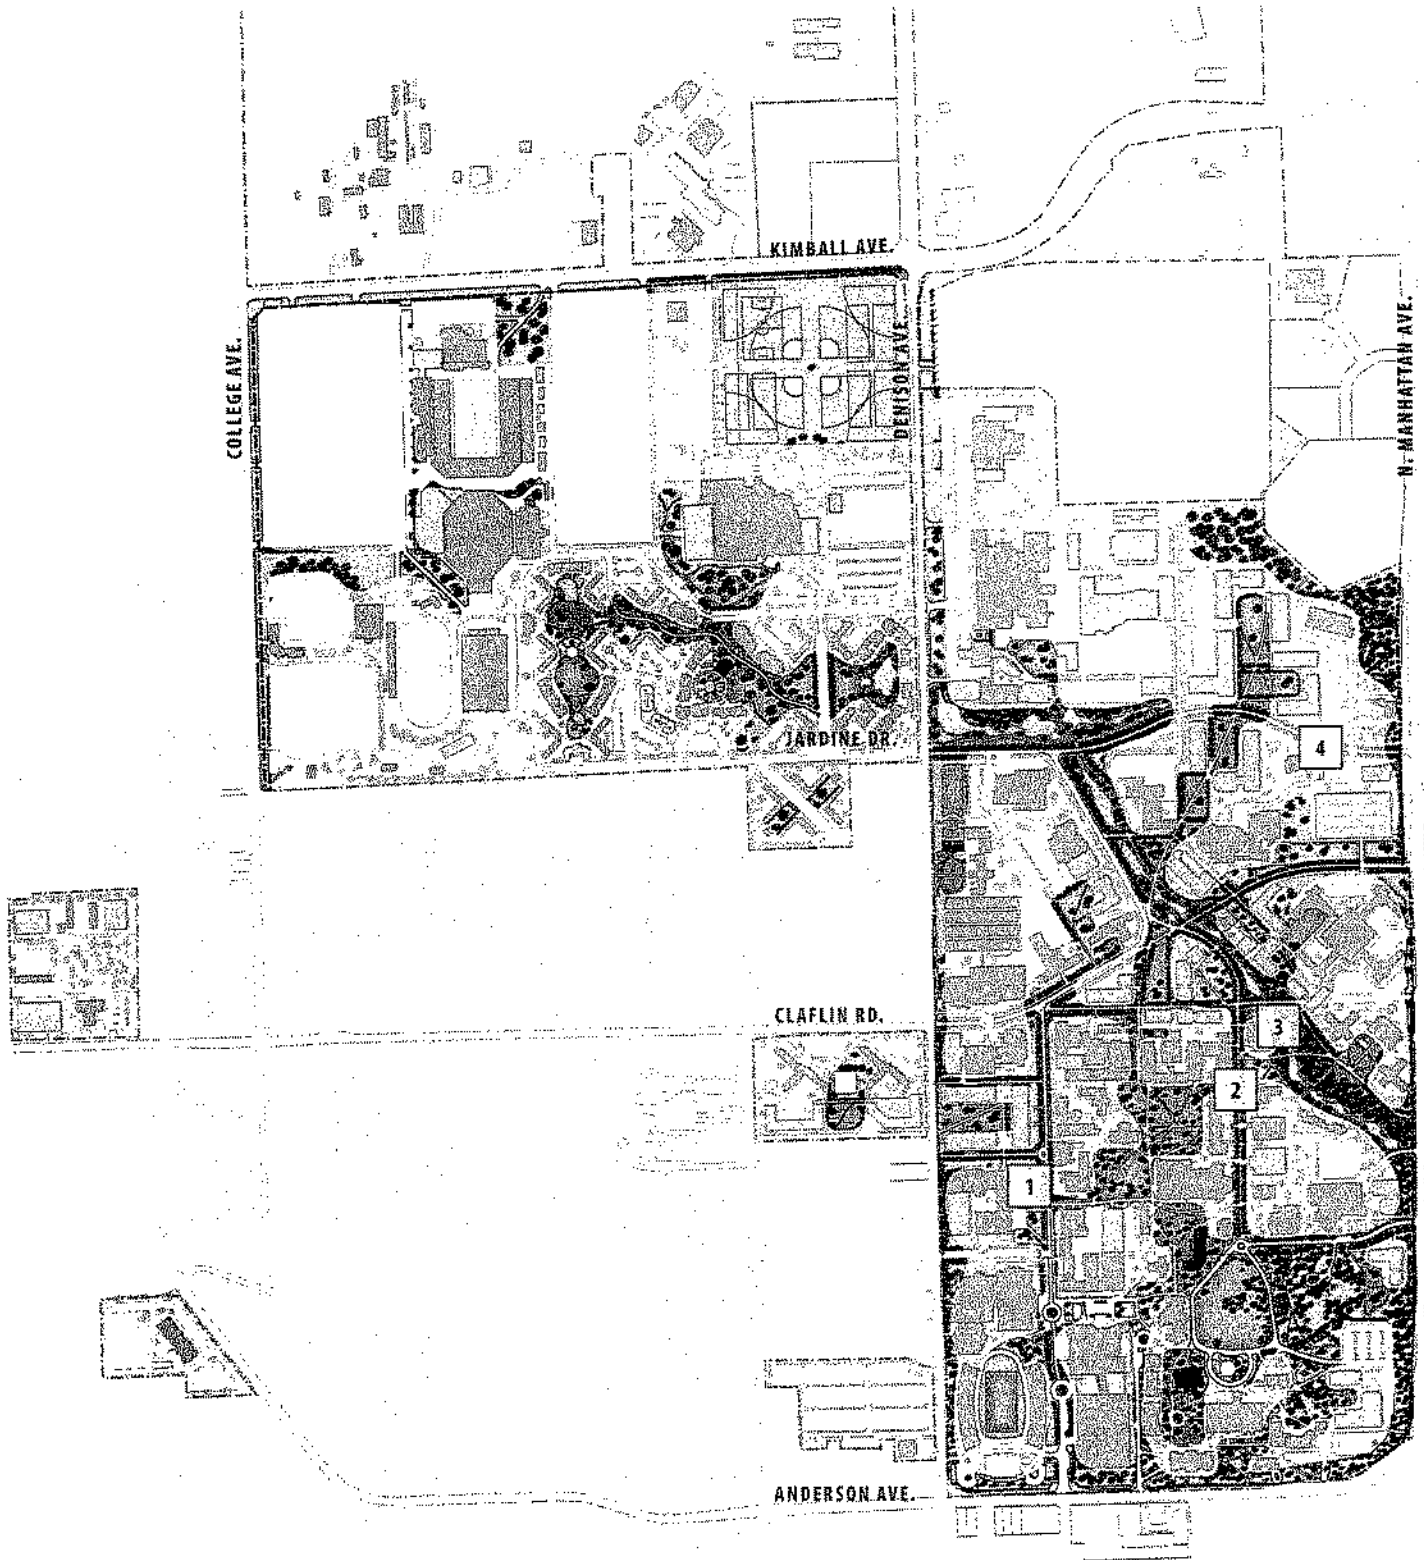 KIMBALL AVE.
COLLEGE AVE.
DENISON AVE.
N. MANHATTAN AVE.
JARDINE DR.
4
CLAFLIN RD.
3
2
1
ANDERSON AVE.